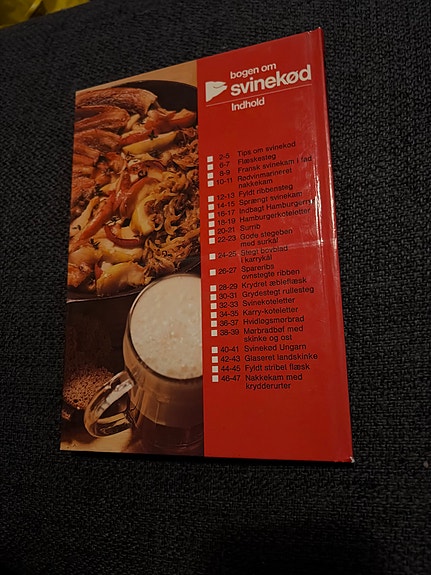 bogen om
svinekød
Indhold
2-5 Tips om svinekød
6-7 Flæskesteg
8-9 Fransk svinekam i fad
10-11 Rødvinmarineret
nakkekam
12-13 Fyldt ribbensteg
14-15 Sprængt svinekam
16-17 Indbagt Hamburgerryg
18-19 Hamburgerkoteletter
20-21
22-23 Gode stegeben
med surkål
24-25 Stegt bovblad
i karrykål
26-27 Spareribs
ovnstegte ribben
28-29 Krydret æbleflæsk
30-31 Grydestegt rullesteg
32-33 Svinekoteletter
34-35 Karry-koteletter
36-37 Hvidløgsmørbrad
38-39 Mørbradbøf med
skinke og ost
40-41 Svinekød Ungarn
42-43 Glaseret landskinke
44-45 Fyldt stribet flæsk
46-47 Nakkekam med
krydderurter